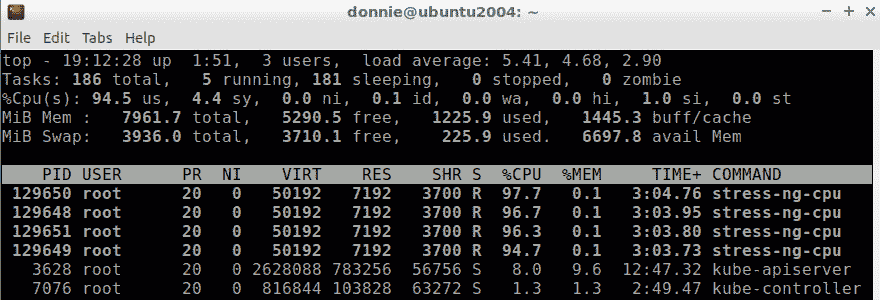 donnie@ubuntu2004: ~
File Edit Tabs Help
top - 19:12:28 up  1:51,  3 users,  load average: 5.41, 4.68, 2.90
Tasks: 186 total,   5 running, 181 sleeping,   0 stopped,   0 zombie
%Cpu(s): 94.5 us,  4.4 sy,  0.0 ni,  0.1 id,  0.0 wa,  0.0 hi,  1.0 si,  0.0 st
MiB Mem :   7961.7 total,   5290.5 free,   1225.9 used,   1445.3 buff/cache
MiB Swap:   3936.0 total,   3710.1 free,    225.9 used.   6697.8 avail Mem
PID USER      PR  NI    VIRT    RES    SHR S  %CPU  %MEM     TIME+ COMMAND
129650 root      20   0   50192   7192   3700 R  97.7   0.1   3:04.76 stress-ng-cpu
129648 root      20   0   50192   7192   3700 R  96.7   0.1   3:03.95 stress-ng-cpu
129651 root      20   0   50192   7192   3700 R  96.3   0.1   3:03.80 stress-ng-cpu
129649 root      20   0   50192   7192   3700 R  94.7   0.1   3:03.73 stress-ng-cpu
3628 root      20   0 2628088 783256  56756 S   8.0   9.6  12:47.32 kube-apiserver
7076 root      20   0  816844 103828  63272 S   1.3   1.3   2:49.47 kube-controller